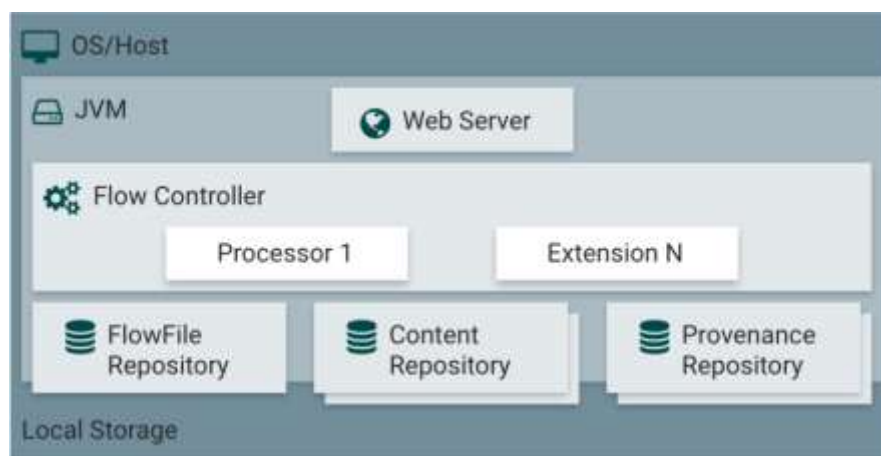 OS/Host
JVM
Web Server
Flow Controller
Processor 1
Extension N
FlowFile
Repository
Content
Repository
Provenance
Repository
Local Storage